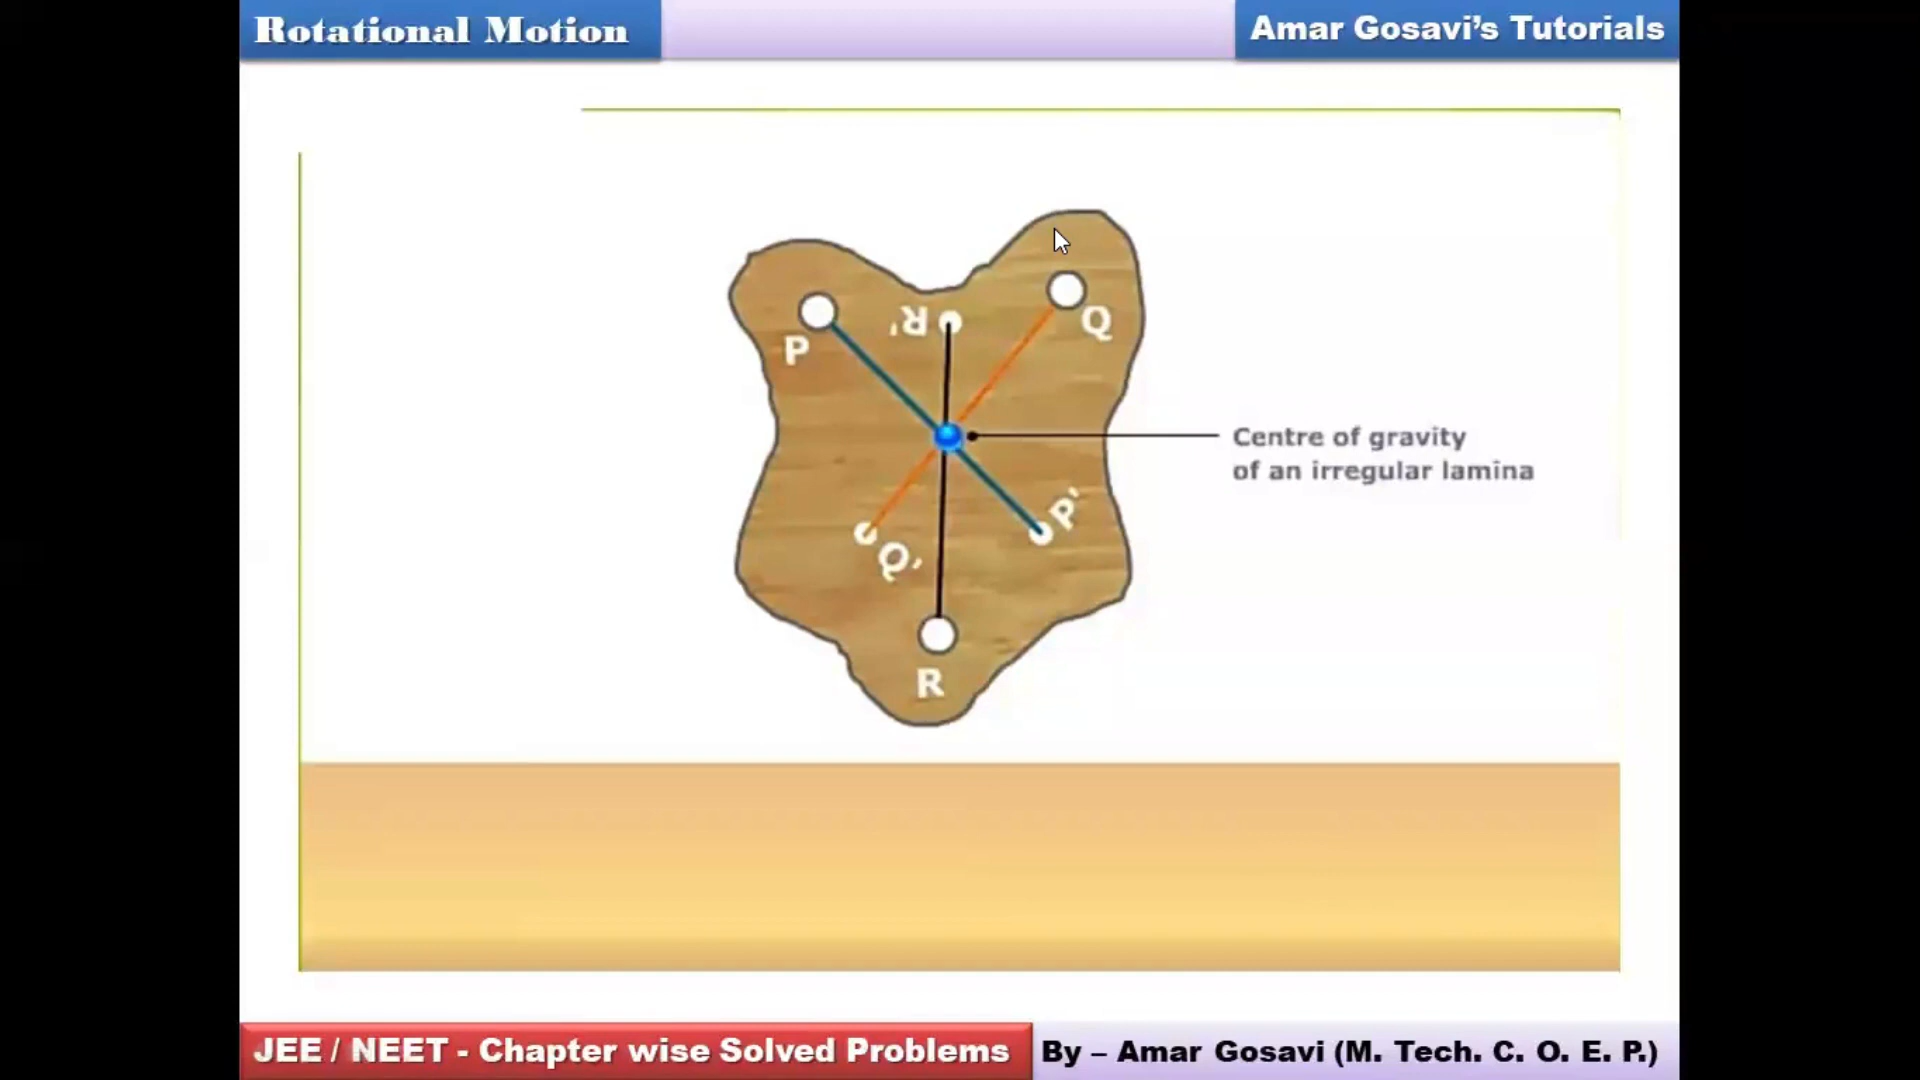 Rotational Motion
Amar Gosavi's Tutorials
P
R'
Q
Centre of gravity
of an irregular lamina
P'
Q'
R
JEE / NEET - Chapter wise Solved Problems
By – Amar Gosavi (M. Tech. C. O. E. P.)